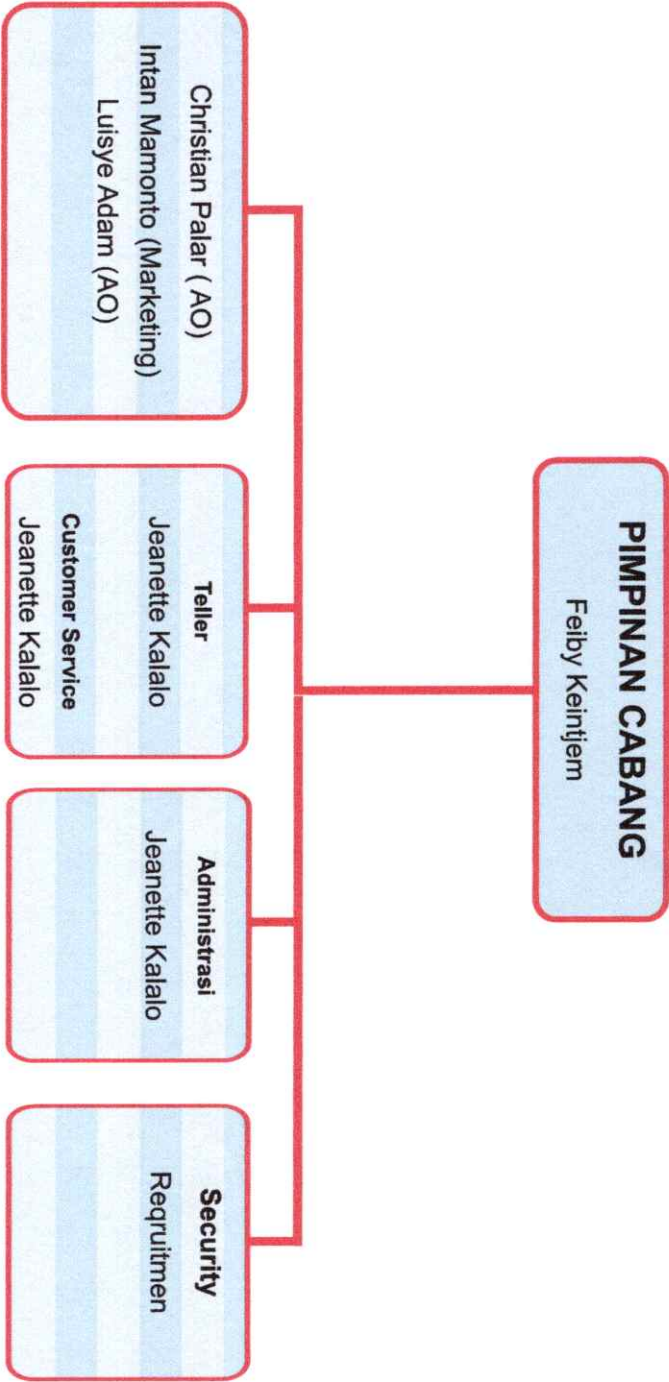 PIMPINAN CABANG
Feiby Keintjem
Christian Palar ( AO)
Intan Mamonto (Marketing)
Luisye Adam (AO)
Teller
Jeanette Kalalo
Customer Service
Jeanette Kalalo
Administrasi
Jeanette Kalalo
Security
Reqruitmen